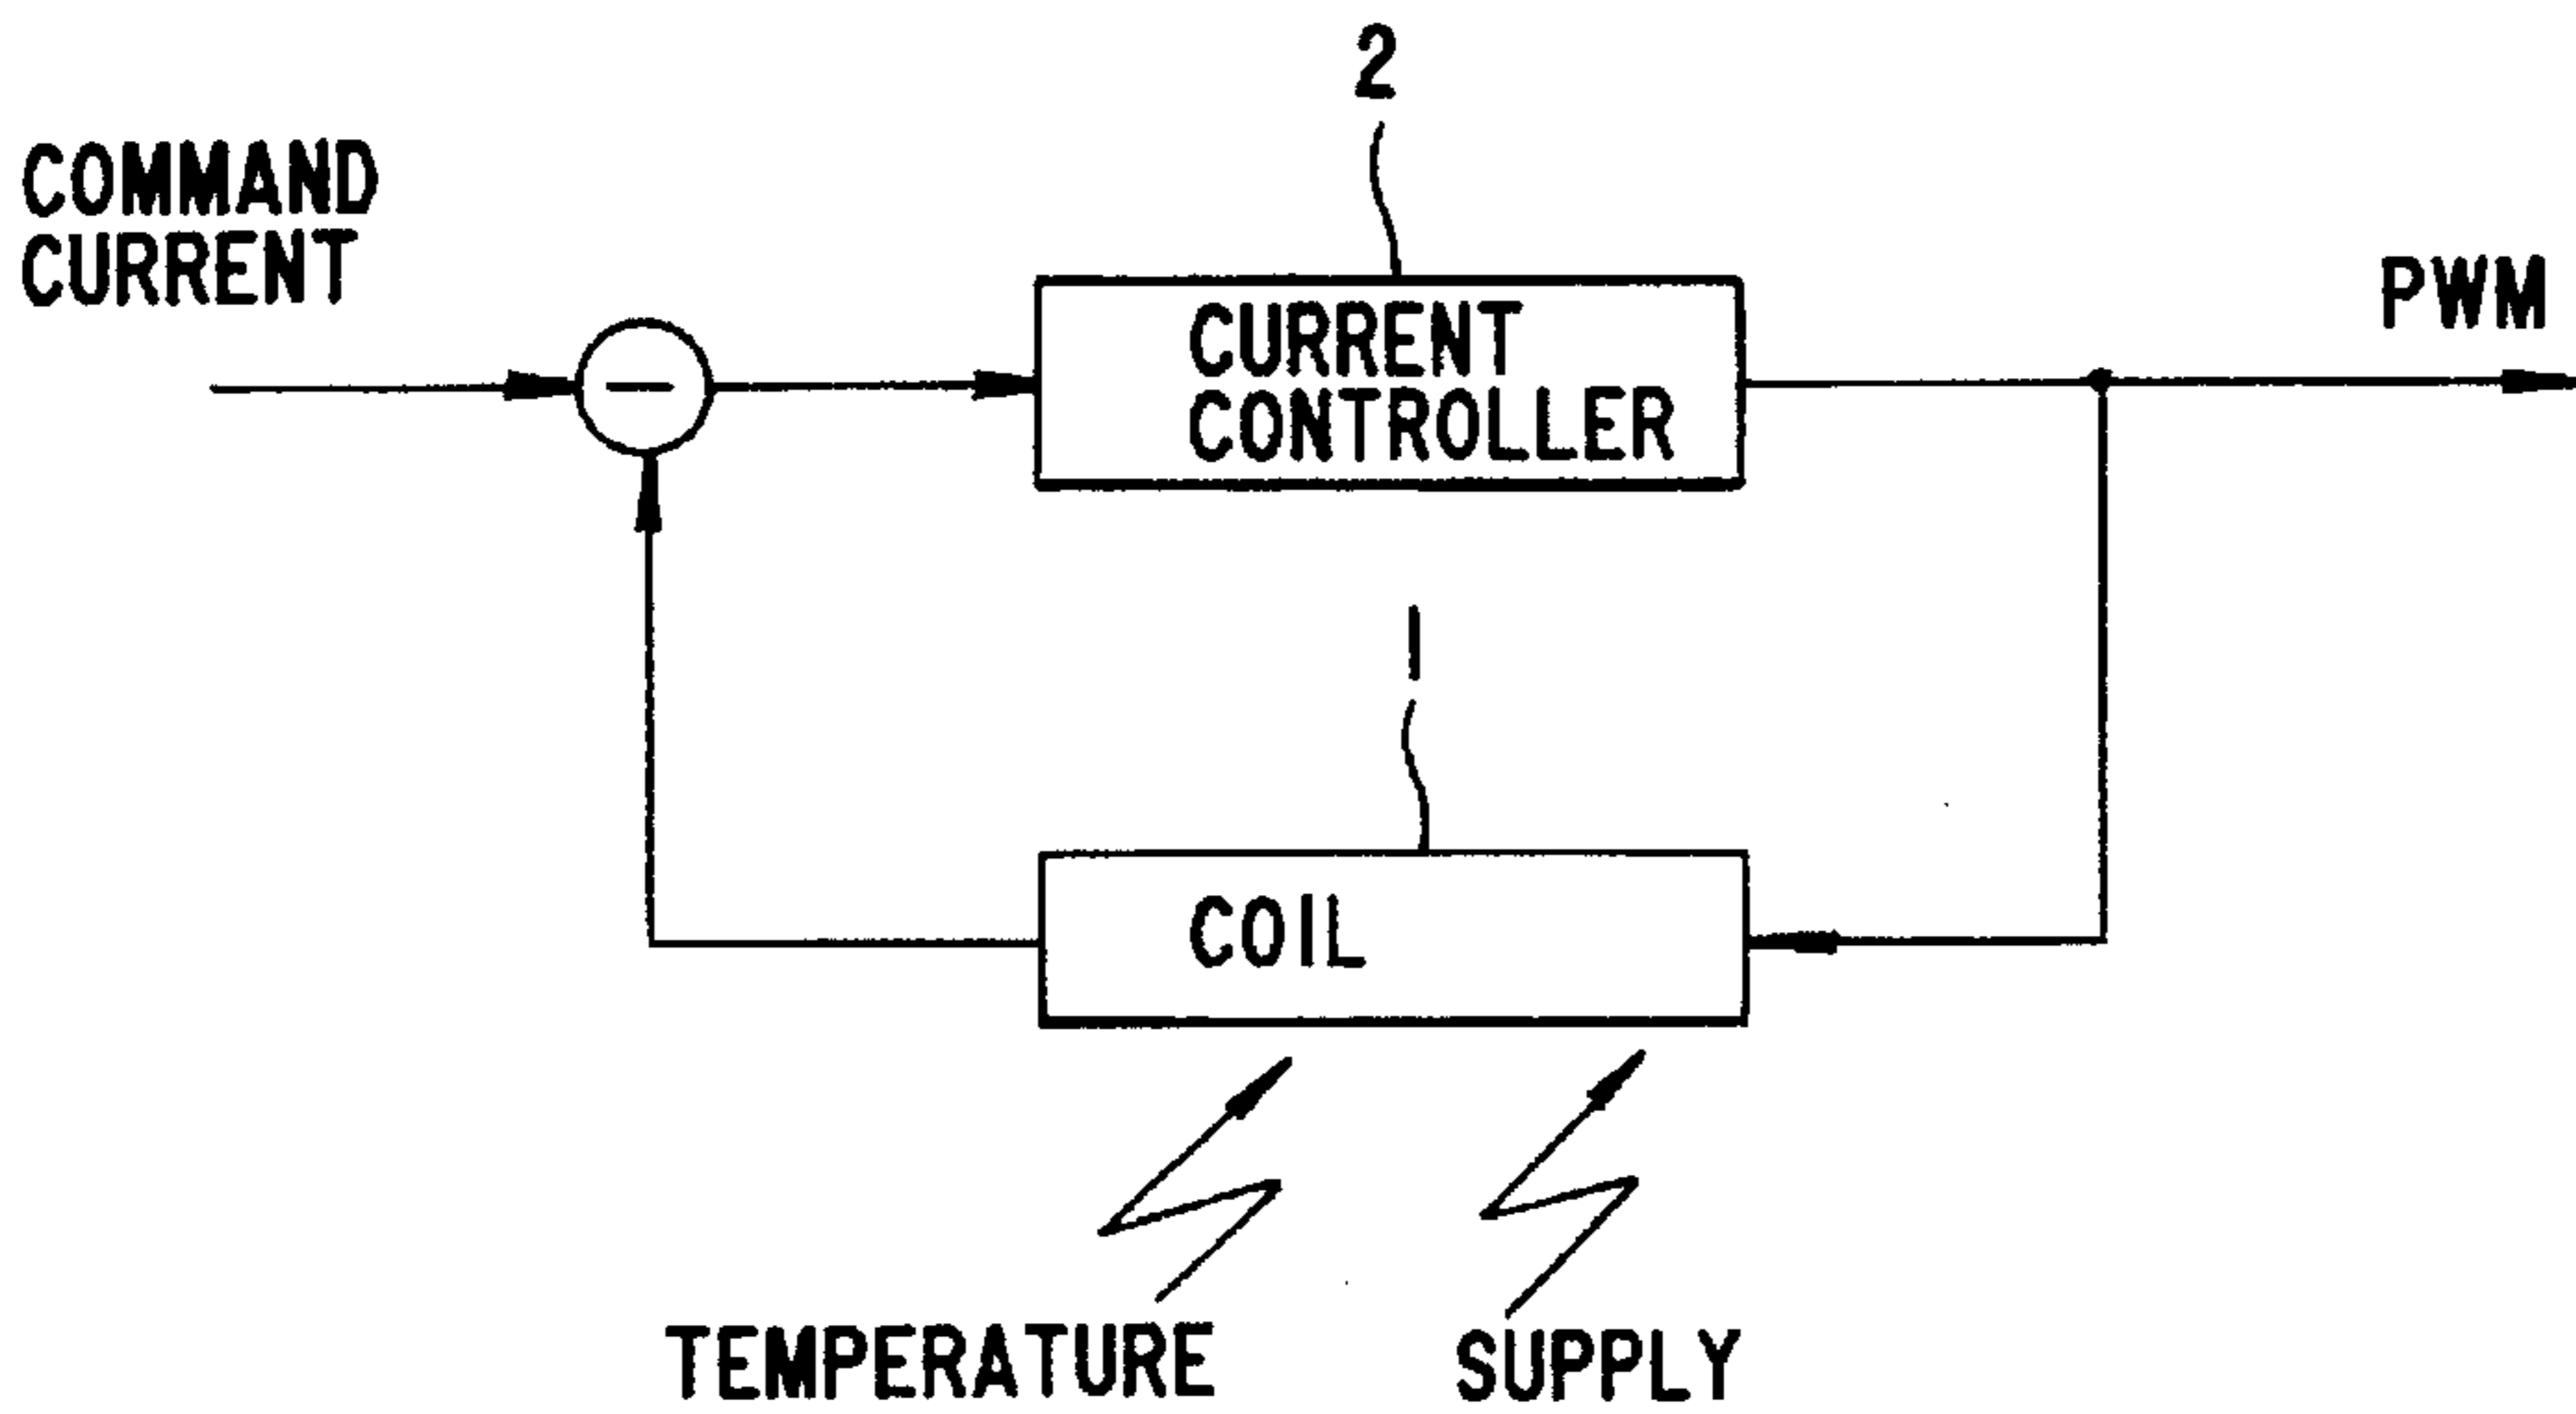 2
COMMAND
CURRENT
PWM
CURRENT
CONTROLLER
1
COIL
TEMPERATURE
SUPPLY